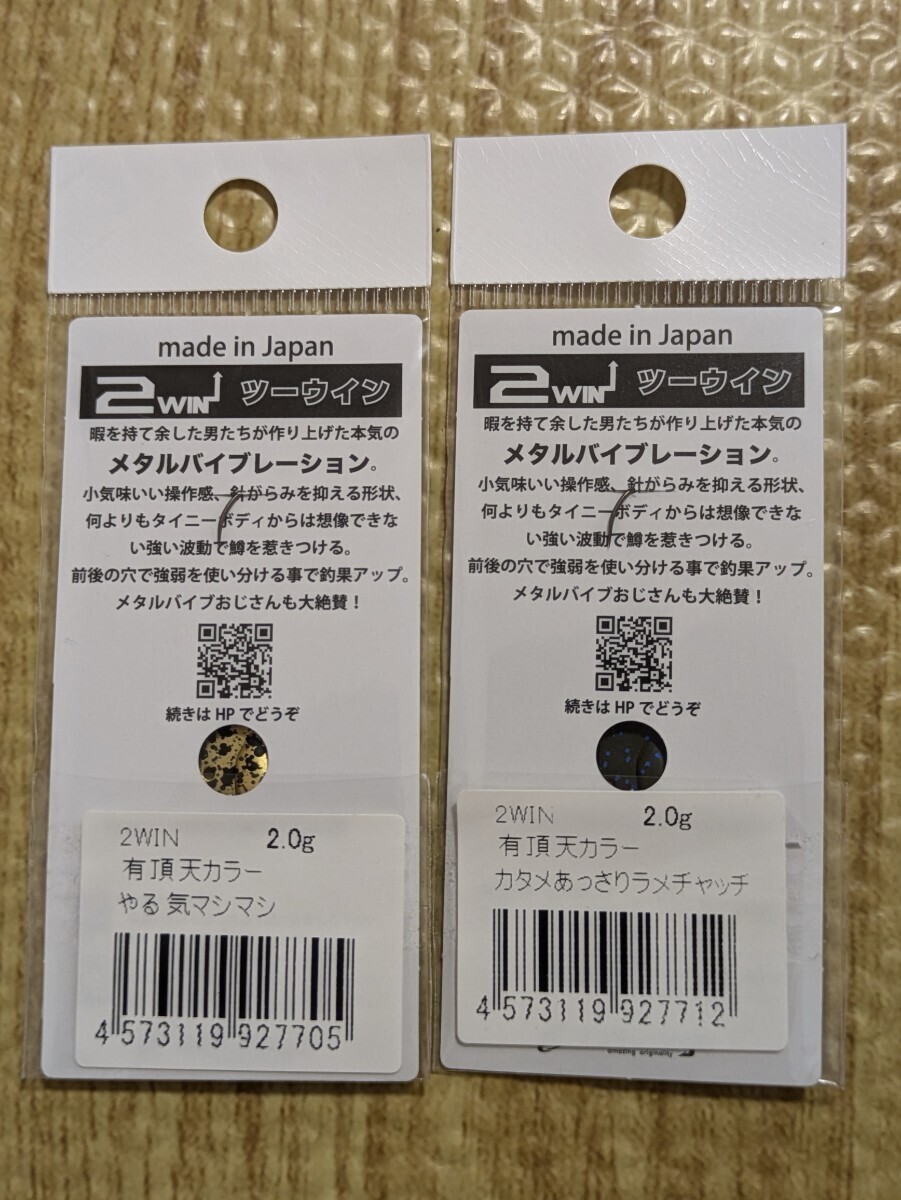 made in Japan
2WIN ツーウイン
暇を持て余した男たちが作り上げた本気の
メタルバイブレーション。
小気味いい操作感、針がらみを抑える形状、
何よりもタイニーボディからは想像できな
い強い波動で鱒を惹きつける。
前後の穴で強弱を使い分ける事で釣果アップ。
メタルバイブおじさんも大絶賛！
続きは HP でどうぞ
2WIN 2.0g
有頂天カラー
やる気マシマシ
4573119927705
made in Japan
2WIN ツーウイン
暇を持て余した男たちが作り上げた本気の
メタルバイブレーション。
小気味いい操作感、針がらみを抑える形状、
何よりもタイニーボディからは想像できな
い強い波動で鱒を惹きつける。
前後の穴で強弱を使い分ける事で釣果アップ。
メタルバイブおじさんも大絶賛！
続きは HP でどうぞ
2WIN 2.0g
有頂天カラー
カタメあっさりラメチャッチ
4573119927712
amazing originality